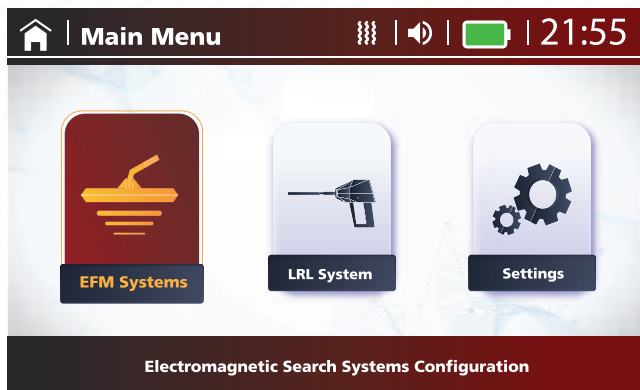 Main Menu
21:55
EFM Systems
LRL System
Settings
Electromagnetic Search Systems Configuration